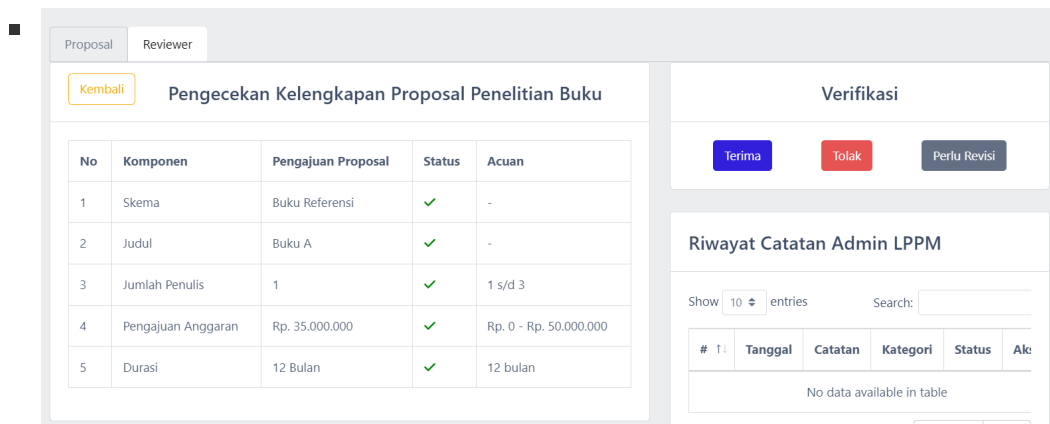 Proposal Reviewer
Kembali
Pengecekan Kelengkapan Proposal Penelitian Buku
No Komponen Pengajuan Proposal Status Acuan
1 Skema Buku Referensi -
2 Judul Buku A -
3 Jumlah Penulis 1 1 s/d 3
4 Pengajuan Anggaran Rp. 35.000.000 Rp. 0 - Rp. 50.000.000
5 Durasi 12 Bulan 12 bulan
Verifikasi
Terima Tolak Perlu Revisi
Riwayat Catatan Admin LPPM
Show 10 entries Search:
# Tanggal Catatan Kategori Status
No data available in table